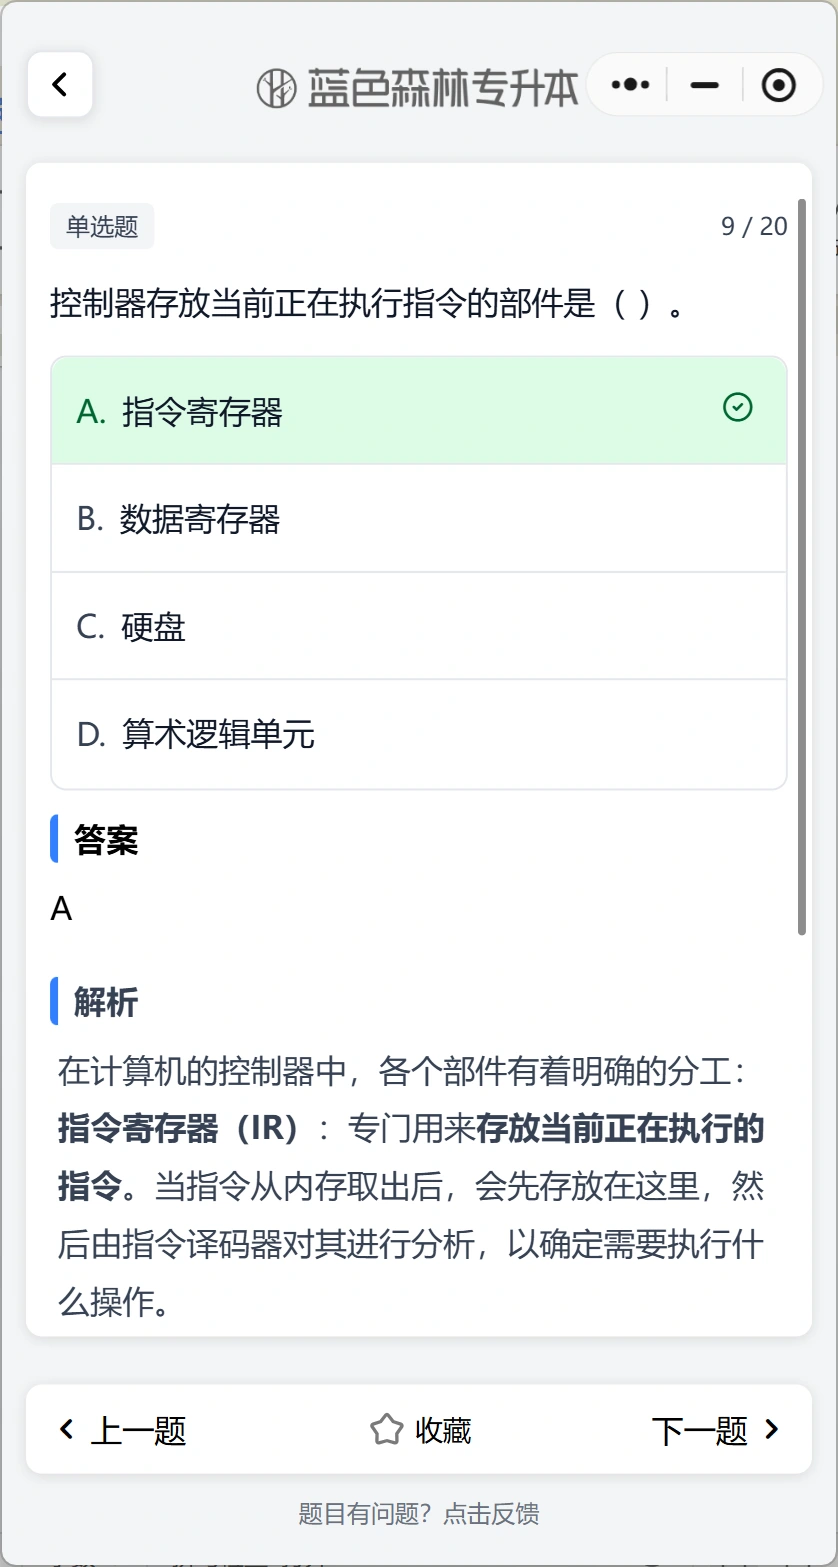 蓝色森林专升本
单选题
9 / 20
控制器存放当前正在执行指令的部件是（ ）。
A. 指令寄存器
B. 数据寄存器
C. 硬盘
D. 算术逻辑单元
答案
A
解析
在计算机的控制器中，各个部件有着明确的分工：
指令寄存器（IR）：专门用来存放当前正在执行的
指令。当指令从内存取出后，会先存放在这里，然
后由指令译码器对其进行分析，以确定需要执行什
么操作。
上一题
收藏
下一题
题目有问题？点击反馈